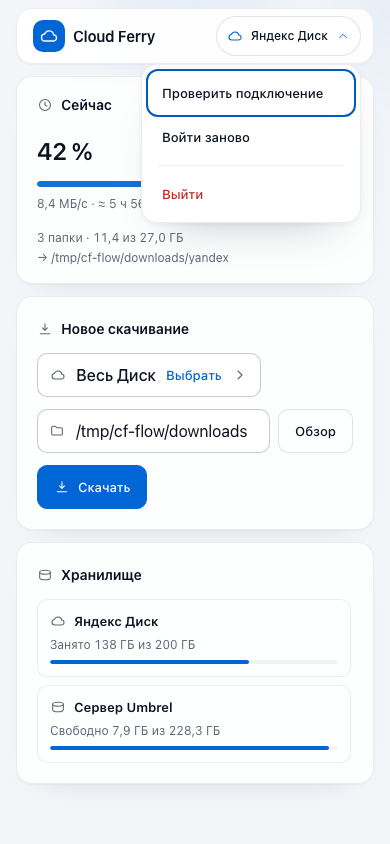 Cloud Ferry
Яндекс Диск
Проверить подключение
Войти заново
Выйти
Сейчас
42 %
8,4 МБ/с · ≈ 5 ч
3 папки · 11,4 из 27,0 ГБ
→ /tmp/cf-flow/downloads/yandex
Новое скачивание
Весь Диск Выбрать
/tmp/cf-flow/downloads
Обзор
Скачать
Хранилище
Яндекс Диск
Занято 138 ГБ из 200 ГБ
Сервер Umbrel
Свободно 7,9 ГБ из 228,3 ГБ